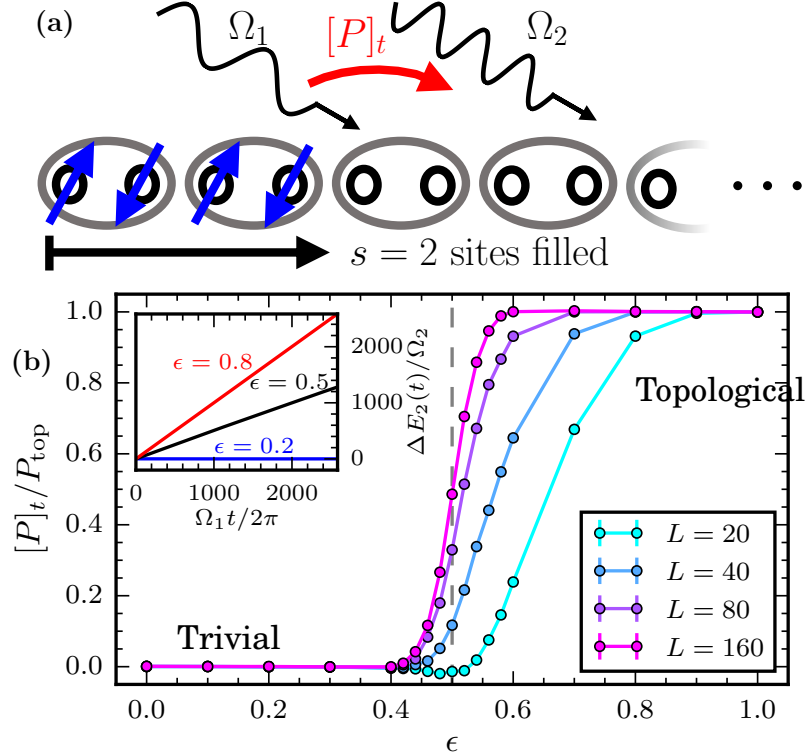 (a)
Ω₁
[P]ₜ
Ω₂
s = 2 sites filled
(b)
[P]ₜ/P_top
1.0
0.8
0.6
0.4
0.2
0.0
ϵ = 0.8
ϵ = 0.5
ϵ = 0.2
0
1000
2000
Ω₁t/2π
2000
1000
0
ΔE₂(t)/Ω₂
Topological
Trivial
L = 20
L = 40
L = 80
L = 160
0.0 0.2 0.4 0.6 0.8 1.0
ϵ